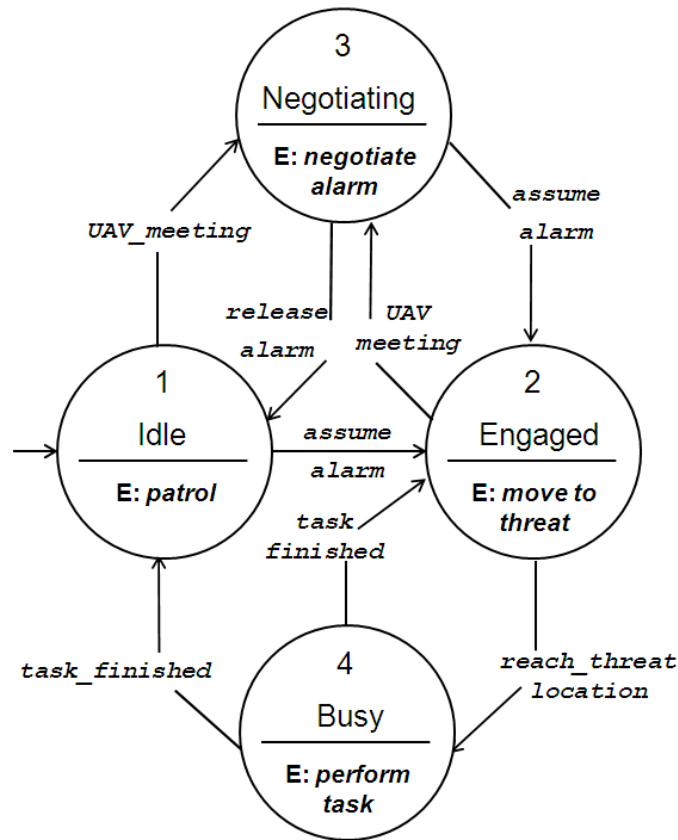 3
Negotiating
E: negotiate
alarm
UAV_meeting
assume
alarm
release
alarm
UAV
meeting
1
Idle
E: patrol
assume
alarm
2
Engaged
E: move to
threat
task
finished
task_finished
reach_threat
location
4
Busy
E: perform
task